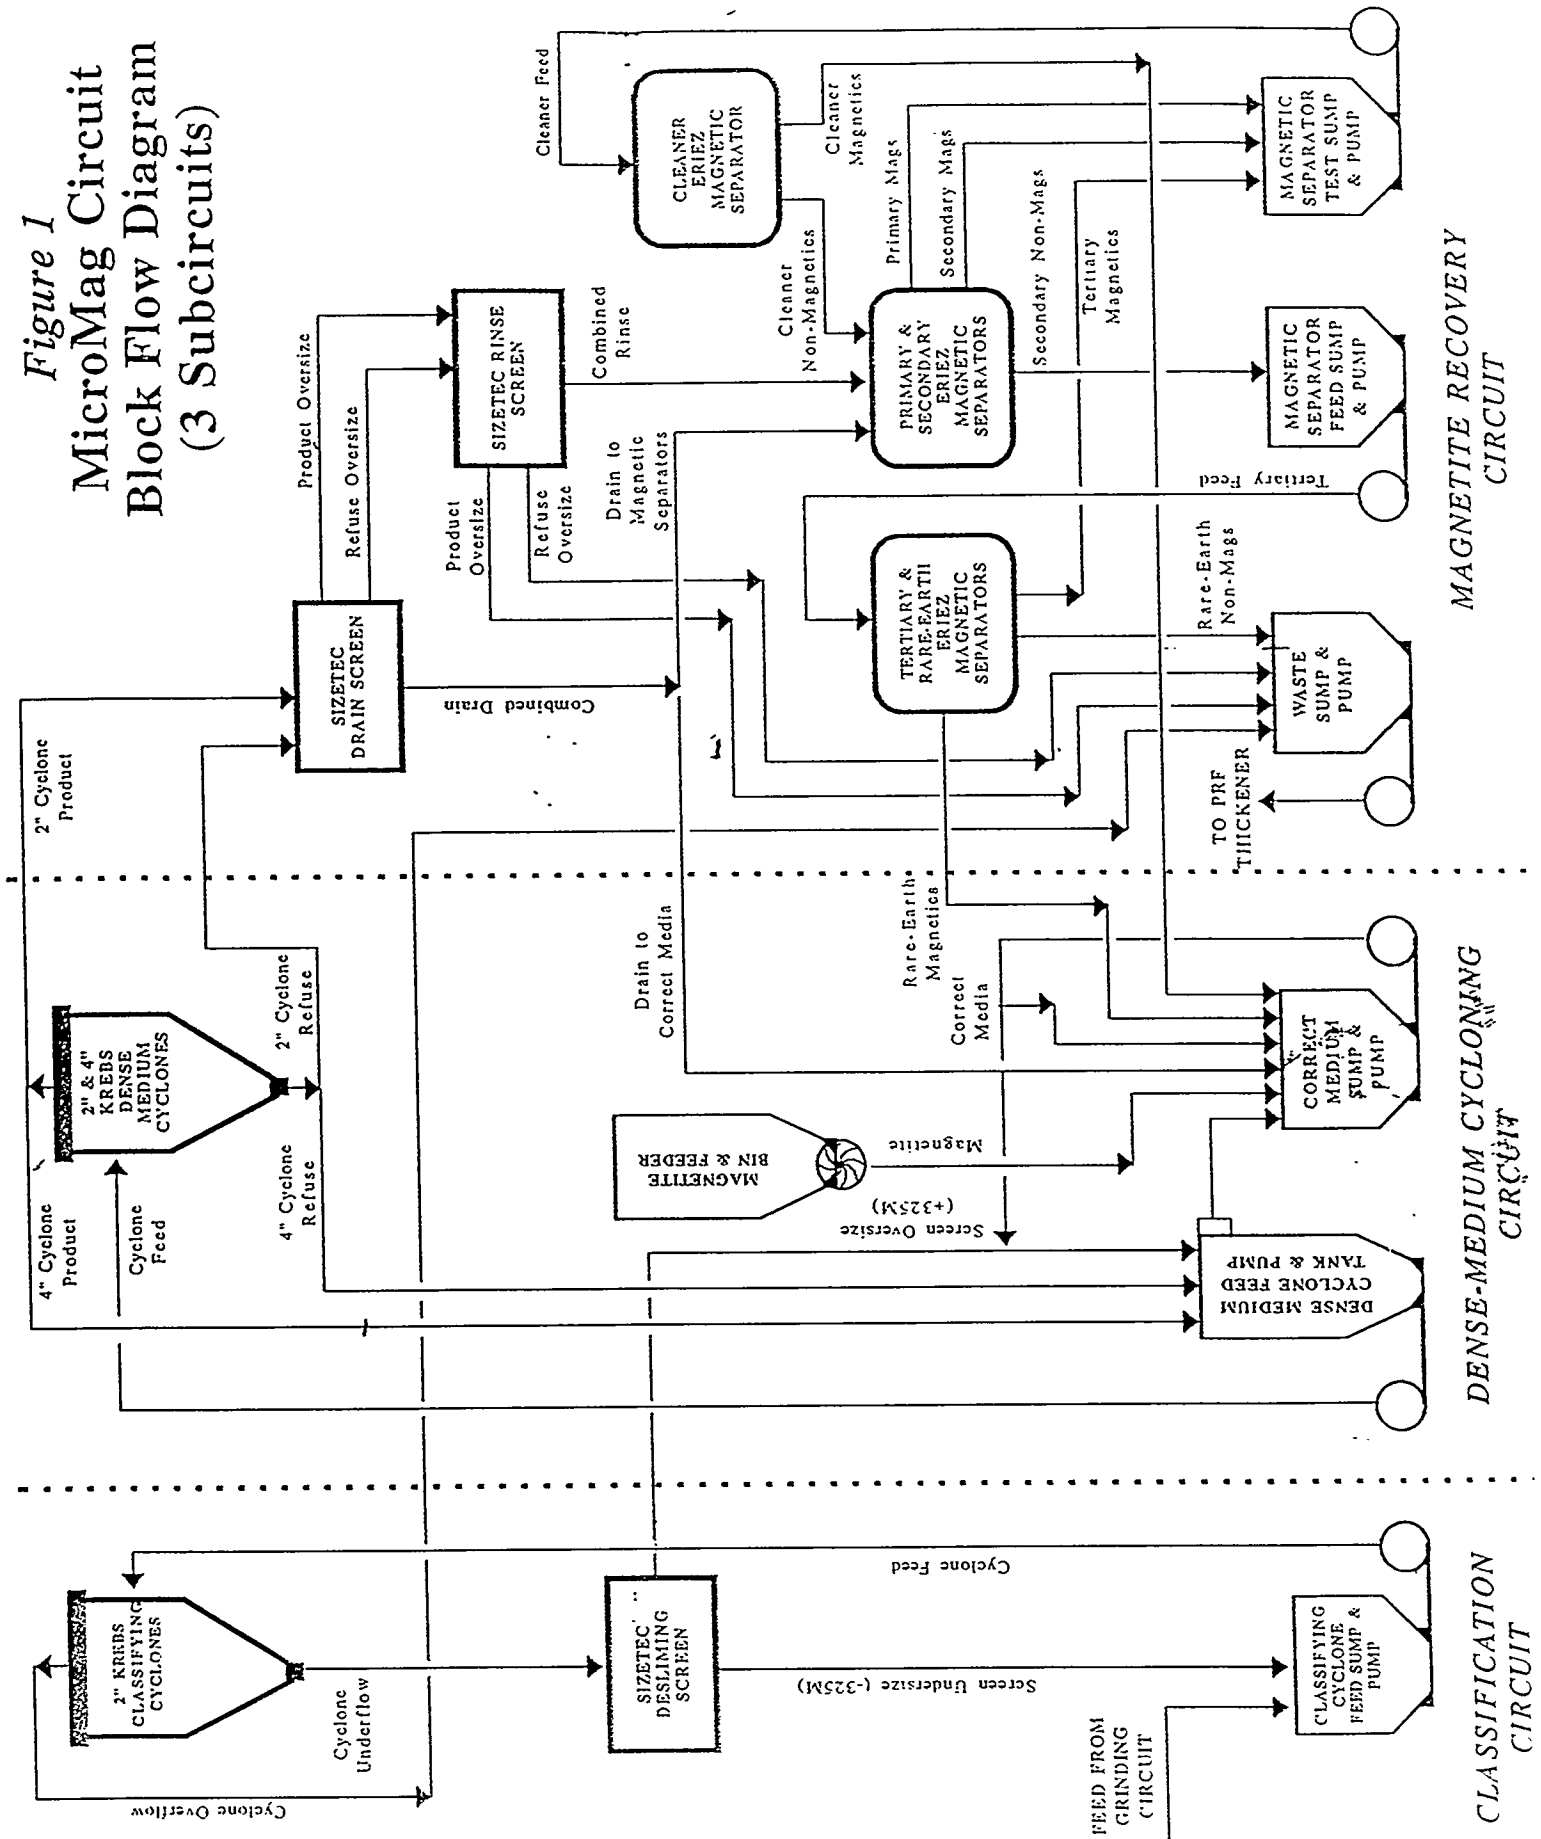 Figure 1
MicroMag Circuit
Block Flow Diagram
(3 Subcircuits)
2" KREBS
CLASSIFYING
CYCLONES
Cyclone Overflow
Cyclone
Underflow
SIZETEC
DESLIMING
SCREEN
Cyclone Feed
Screen Undersize (-325M)
FEED FROM
GRINDING
CIRCUIT
CLASSIFYING
CYCLONE
FEED SUMP &
PUMP
CLASSIFICATION
CIRCUIT
4" Cyclone
Product
Cyclone
Feed
2" & 4"
KREBS
DENSE
MEDIUM
CYCLONES
4" Cyclone
Refuse
2" Cyclone
Refuse
MAGNETITE
BIN & FEEDER
Magnetite
Screen Oversize
(+325M)
Drain to
Correct Media
Rare-Earth
Magnetics
Correct
Media
DENSE MEDIUM
CYCLONE FEED
TANK & PUMP
CORRECT
MEDIUM
SUMP &
PUMP
DENSE-MEDIUM CYCLONING
CIRCUIT
2" Cyclone
Product
SIZETEC
DRAIN SCREEN
Product Oversize
Refuse Oversize
SIZETEC RINSE
SCREEN
Combined Drain
Product
Oversize
Refuse
Oversize
Drain to
Magnetic
Separators
Combined
Rinse
Cleaner Feed
CLEANER
ERIEZ
MAGNETIC
SEPARATOR
Cleaner
Non-Magnetics
Cleaner
Magnetics
PRIMARY &
SECONDARY
ERIEZ
MAGNETIC
SEPARATORS
Primary Mags
Secondary Mags
Secondary Non-Mags
Tertiary
Magnetics
TERTIARY &
RARE-EARTH
ERIEZ
MAGNETIC
SEPARATORS
Tertiary Feed
Rare-Earth
Non-Mags
TO PRF
THICKENER
WASTE
SUMP &
PUMP
MAGNETIC
SEPARATOR
FEED SUMP
& PUMP
MAGNETIC
SEPARATOR
TEST SUMP
& PUMP
MAGNETITE RECOVERY
CIRCUIT